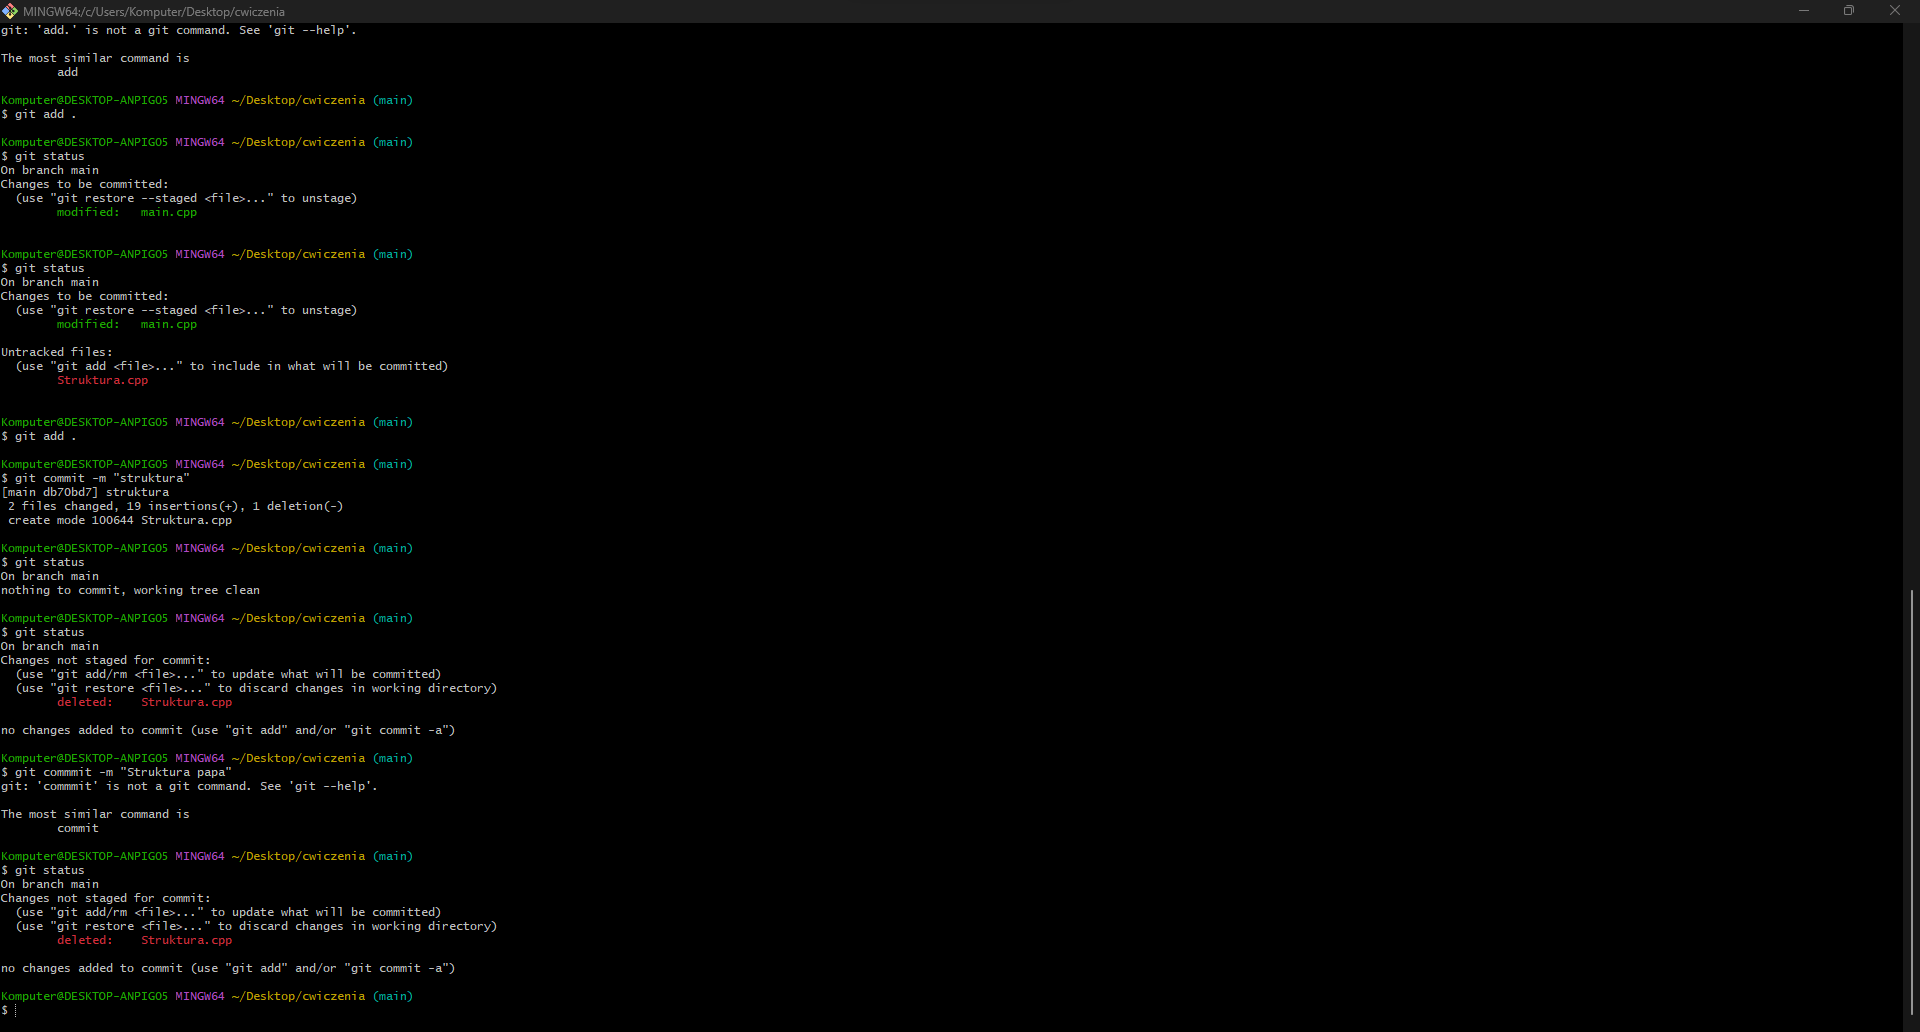 MINGW64:/c/Users/Komputer/Desktop/cwiczenia
git: 'add.' is not a git command. See 'git --help'.
The most similar command is
add
Komputer@DESKTOP-ANPIGO5 MINGW64 ~/Desktop/cwiczenia (main)
$ git add .
Komputer@DESKTOP-ANPIGO5 MINGW64 ~/Desktop/cwiczenia (main)
$ git status
On branch main
Changes to be committed:
(use "git restore --staged <file>..." to unstage)
modified:   main.cpp
Komputer@DESKTOP-ANPIGO5 MINGW64 ~/Desktop/cwiczenia (main)
$ git status
On branch main
Changes to be committed:
(use "git restore --staged <file>..." to unstage)
modified:   main.cpp
Untracked files:
(use "git add <file>..." to include in what will be committed)
Struktura.cpp
Komputer@DESKTOP-ANPIGO5 MINGW64 ~/Desktop/cwiczenia (main)
$ git add .
Komputer@DESKTOP-ANPIGO5 MINGW64 ~/Desktop/cwiczenia (main)
$ git commit -m "struktura"
[main db70bd7] struktura
2 files changed, 19 insertions(+), 1 deletion(-)
create mode 100644 Struktura.cpp
Komputer@DESKTOP-ANPIGO5 MINGW64 ~/Desktop/cwiczenia (main)
$ git status
On branch main
nothing to commit, working tree clean
Komputer@DESKTOP-ANPIGO5 MINGW64 ~/Desktop/cwiczenia (main)
$ git status
On branch main
Changes not staged for commit:
(use "git add/rm <file>..." to update what will be committed)
(use "git restore <file>..." to discard changes in working directory)
deleted:    Struktura.cpp
no changes added to commit (use "git add" and/or "git commit -a")
Komputer@DESKTOP-ANPIGO5 MINGW64 ~/Desktop/cwiczenia (main)
$ git commmit -m "Struktura papa"
git: 'commmit' is not a git command. See 'git --help'.
The most similar command is
commit
Komputer@DESKTOP-ANPIGO5 MINGW64 ~/Desktop/cwiczenia (main)
$ git status
On branch main
Changes not staged for commit:
(use "git add/rm <file>..." to update what will be committed)
(use "git restore <file>..." to discard changes in working directory)
deleted:    Struktura.cpp
no changes added to commit (use "git add" and/or "git commit -a")
Komputer@DESKTOP-ANPIGO5 MINGW64 ~/Desktop/cwiczenia (main)
$